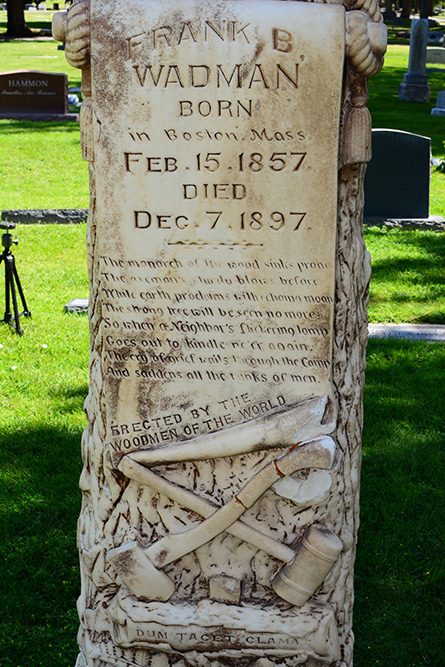 HAMMON
FRANK B.
WADMAN
BORN
in Boston, Mass.
FEB. 15, 1857.
DIED
DEC. 7, 1897.
The monarch of the wood sinks prone
The axeman's sturdy blows before
While earth proclaims with echoing moan
The strong tree will be seen no more
So when a Neighbor's flickering lamp
Goes out to kindle ne'er again,
The cry of grief wails through the Camp
And saddens all the ranks of men.
ERECTED BY THE
WOODMEN OF THE WORLD
DUM TACET CLAMA